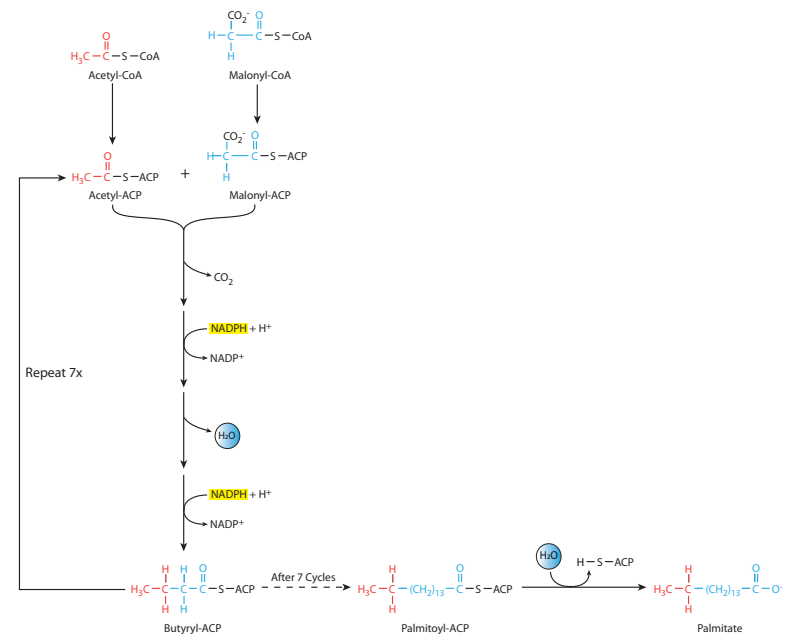 CO₂⁻ O
H–C–C–S–CoA
H
Malonyl-CoA
O
H₃C–C–S–CoA
Acetyl-CoA
CO₂⁻ O
H–C–C–S–ACP
H
Malonyl-ACP
O
H₃C–C–S–ACP
Acetyl-ACP
+
CO₂
NADPH + H⁺
NADP⁺
Repeat 7x
H₂O
NADPH + H⁺
NADP⁺
H H O
H₃C–C–C–C–S–ACP
H H
Butyryl-ACP
After 7 Cycles
H O
H₃C–C–(CH₂)₁₃–C–S–ACP
H
Palmitoyl-ACP
H₂O
H–S–ACP
H O
H₃C–C–(CH₂)₁₃–C–O⁻
H
Palmitate